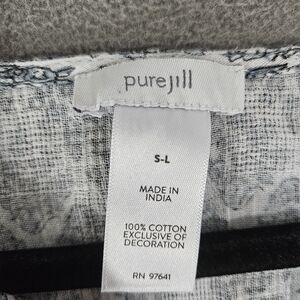 purejill
S-L
MADE IN
INDIA
100% COTTON
EXCLUSIVE OF
DECORATION
RN 97641